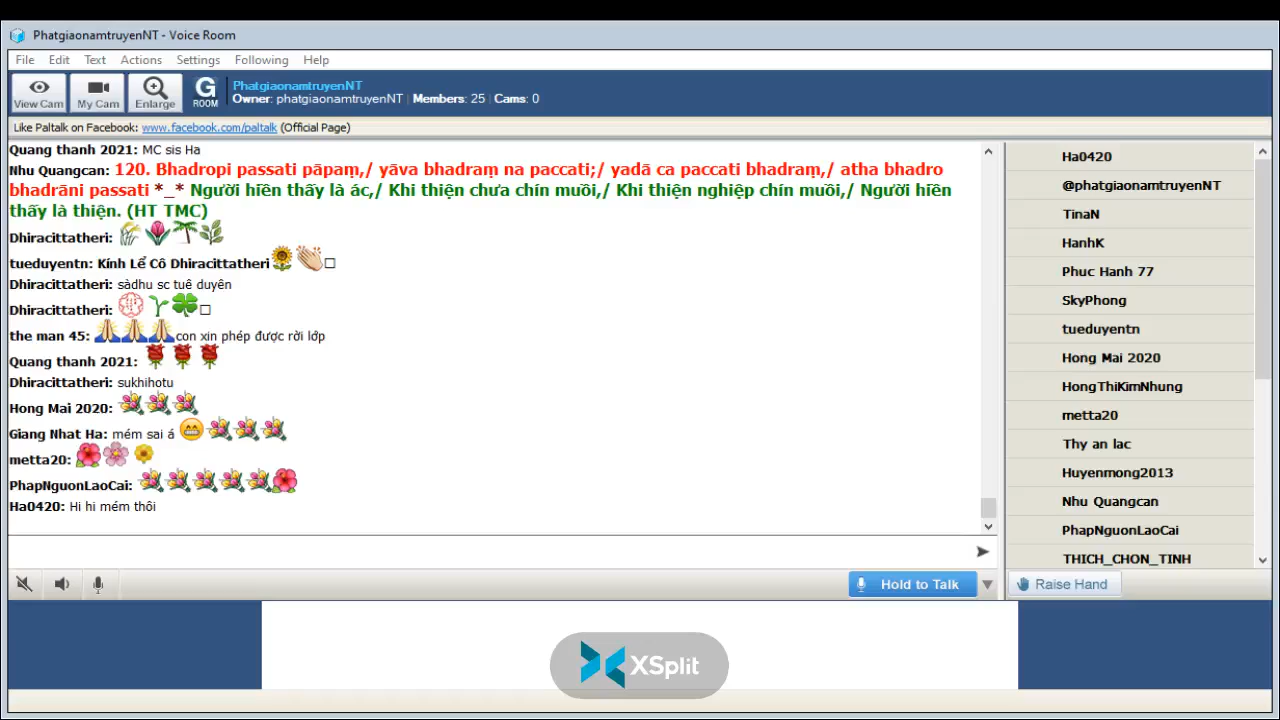 PhatgiaonamtruyenNT - Voice Room
File Edit Text Actions Settings Following Help
View Cam My Cam Enlarge G ROOM
PhatgiaonamtruyenNT
Owner: phatgiaonamtruyenNT | Members: 25 | Cams: 0
Like Paltalk on Facebook: www.facebook.com/paltalk (Official Page)
Quang thanh 2021: MC sis Ha
Nhu Quangcan: 120. Bhadropi passati pāpaṃ,/ yāva bhadraṃ na paccati;/ yadā ca paccati bhadraṃ,/ atha bhadro
bhadrāni passati *_* Người hiền thấy là ác,/ Khi thiện chưa chín muồi,/ Khi thiện nghiệp chín muồi,/ Người hiền
thấy là thiện. (HT TMC)
Dhiracittatheri:
tueduyentn: Kính Lể Cô Dhiracittatheri
Dhiracittatheri: sàdhu sc tuê duyên
Dhiracittatheri:
the man 45: con xin phép được rời lớp
Quang thanh 2021:
Dhiracittatheri: sukhihotu
Hong Mai 2020:
Giang Nhat Ha: mém sai á
metta20:
PhapNguonLaoCai:
Ha0420: Hi hi mém thôi
Ha0420
@phatgiaonamtruyenNT
TinaN
HanhK
Phuc Hanh 77
SkyPhong
tueduyentn
Hong Mai 2020
HongThiKimNhung
metta20
Thy an lac
Huyenmong2013
Nhu Quangcan
PhapNguonLaoCai
THICH_CHON_TINH
Hold to Talk
Raise Hand
XSplit